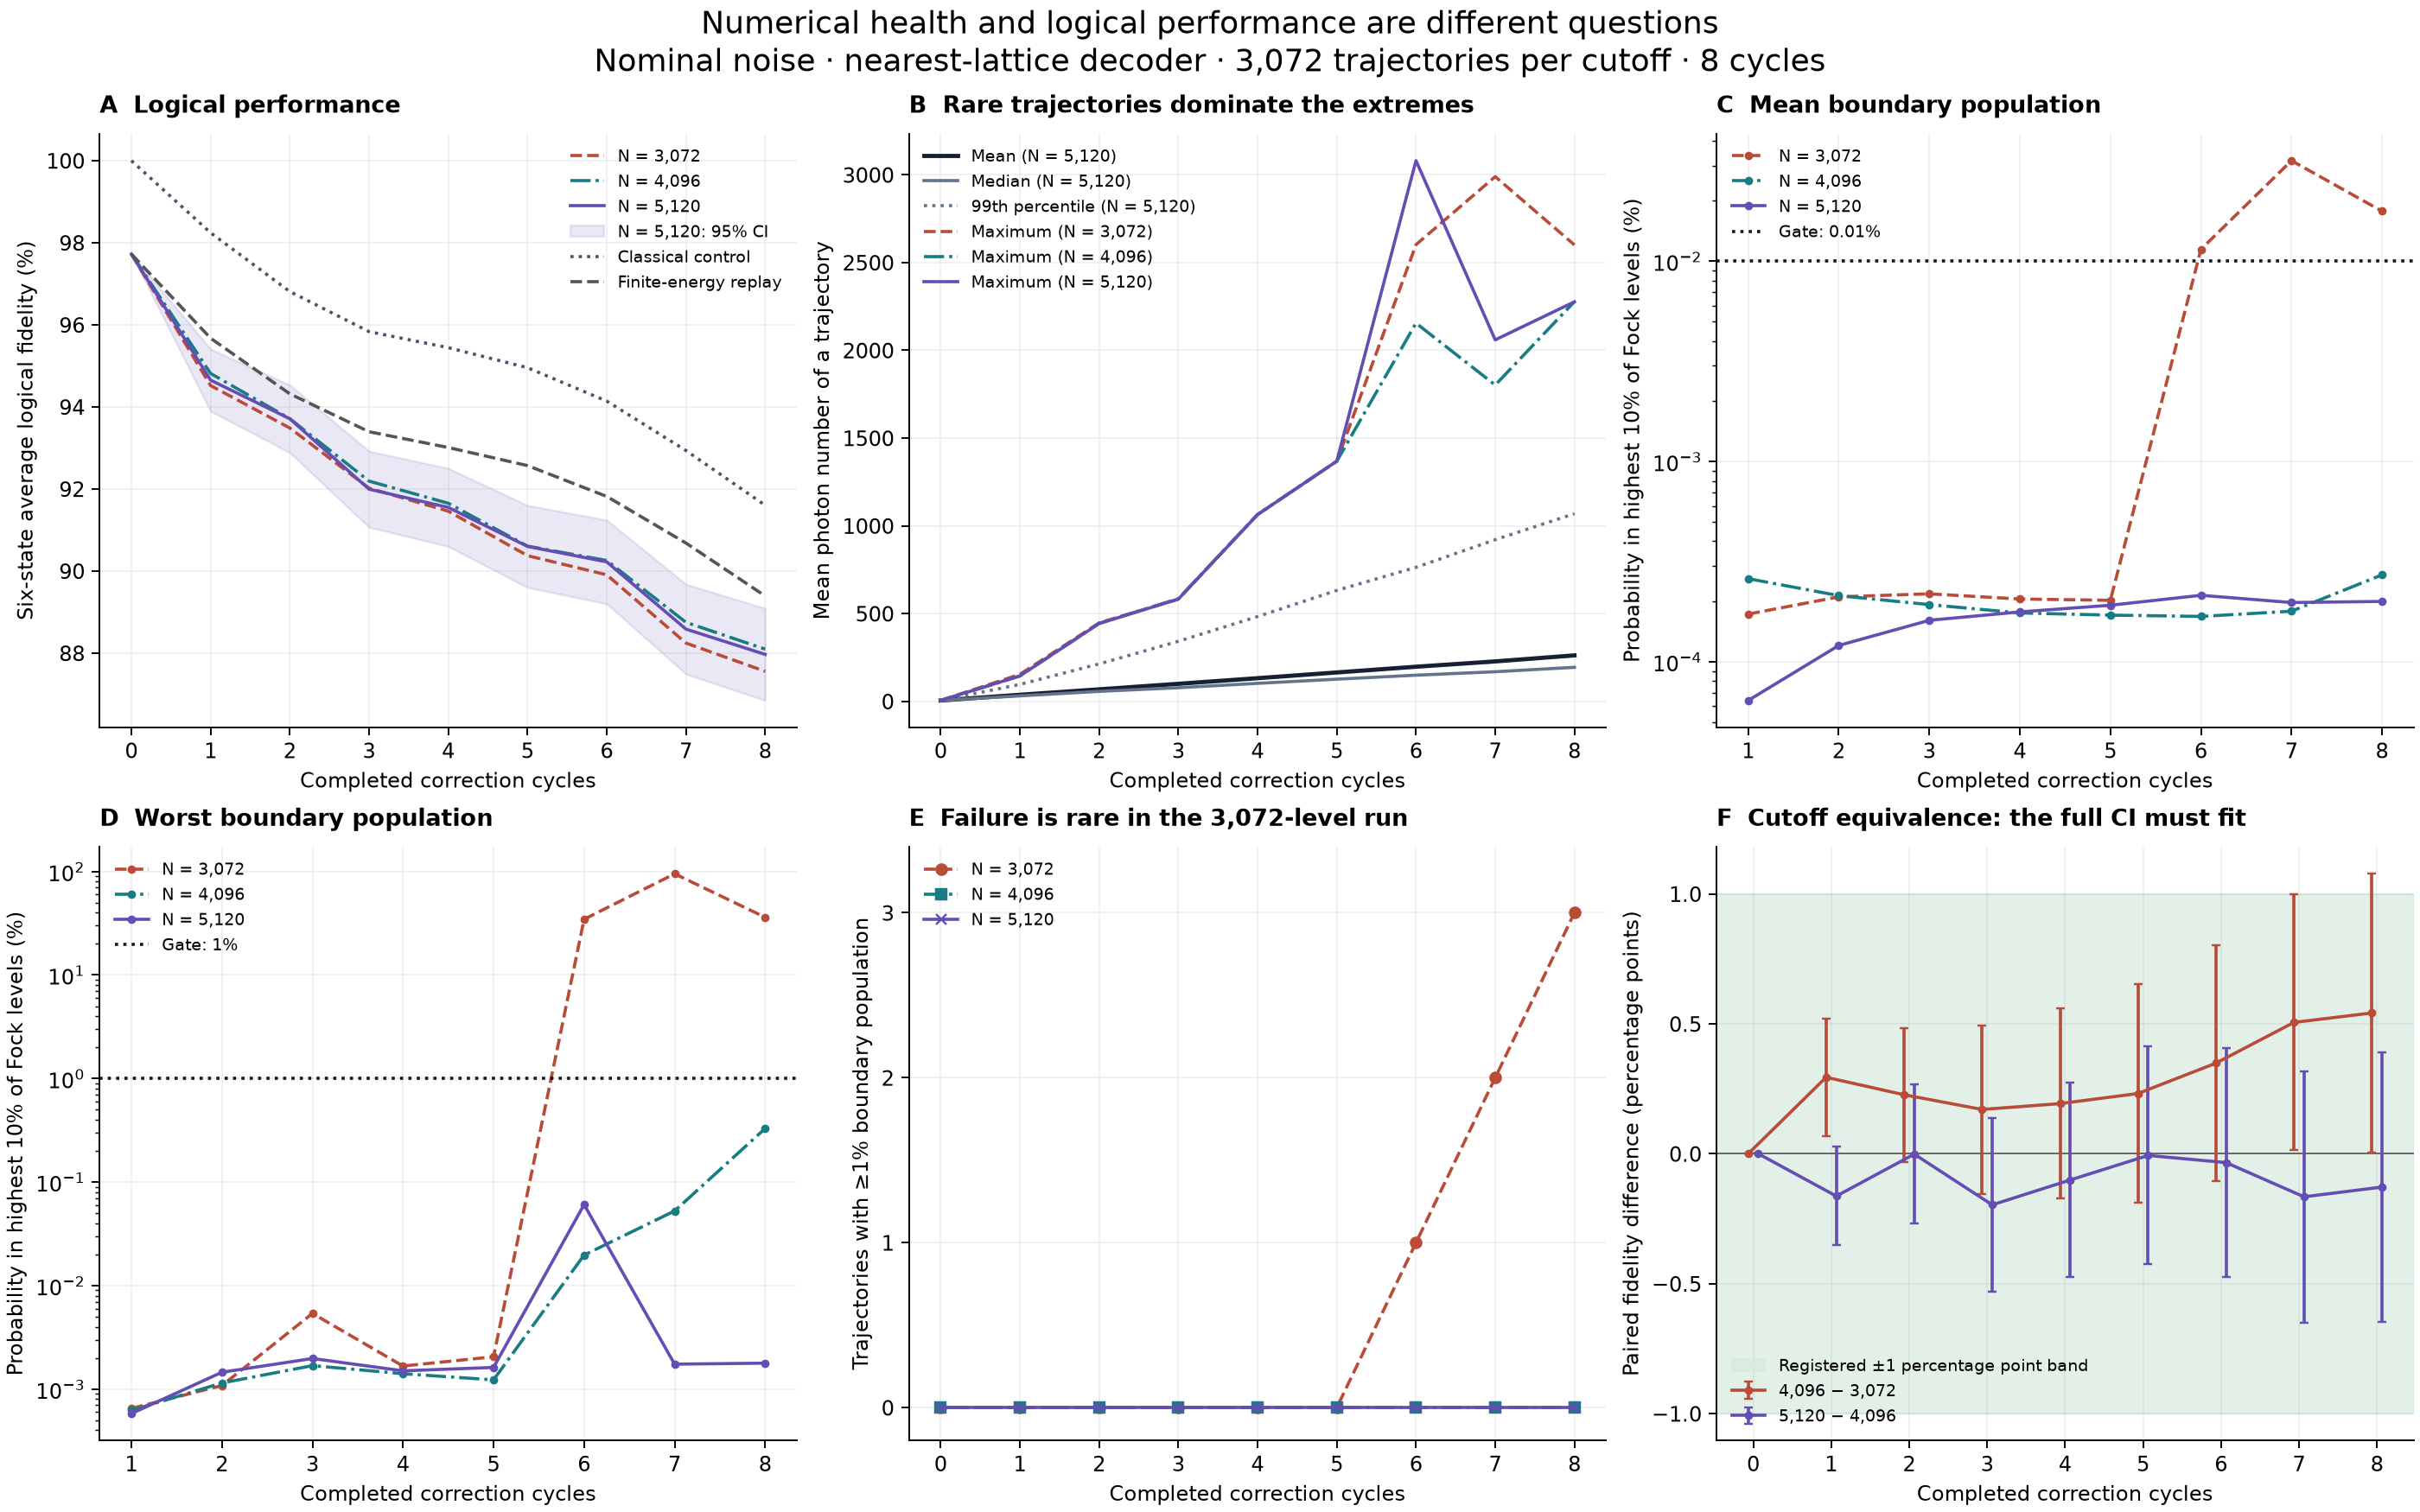 Numerical health and logical performance are different questions
Nominal noise · nearest-lattice decoder · 3,072 trajectories per cutoff · 8 cycles
A Logical performance
Six-state average logical fidelity (%)
100
98
96
94
92
90
88
N = 3,072
N = 4,096
N = 5,120
N = 5,120: 95% CI
Classical control
Finite-energy replay
0 1 2 3 4 5 6 7 8
Completed correction cycles
B Rare trajectories dominate the extremes
Mean photon number of a trajectory
3000
2500
2000
1500
1000
500
0
Mean (N = 5,120)
Median (N = 5,120)
99th percentile (N = 5,120)
Maximum (N = 3,072)
Maximum (N = 4,096)
Maximum (N = 5,120)
0 1 2 3 4 5 6 7 8
Completed correction cycles
C Mean boundary population
Probability in highest 10% of Fock levels (%)
10⁻²
10⁻³
10⁻⁴
N = 3,072
N = 4,096
N = 5,120
Gate: 0.01%
1 2 3 4 5 6 7 8
Completed correction cycles
D Worst boundary population
Probability in highest 10% of Fock levels (%)
10²
10¹
10⁰
10⁻¹
10⁻²
10⁻³
N = 3,072
N = 4,096
N = 5,120
Gate: 1%
1 2 3 4 5 6 7 8
Completed correction cycles
E Failure is rare in the 3,072-level run
Trajectories with ≥1% boundary population
3
2
1
0
N = 3,072
N = 4,096
N = 5,120
0 1 2 3 4 5 6 7 8
Completed correction cycles
F Cutoff equivalence: the full CI must fit
Paired fidelity difference (percentage points)
1.0
0.5
0.0
−0.5
−1.0
Registered ±1 percentage point band
4,096 − 3,072
5,120 − 4,096
0 1 2 3 4 5 6 7 8
Completed correction cycles